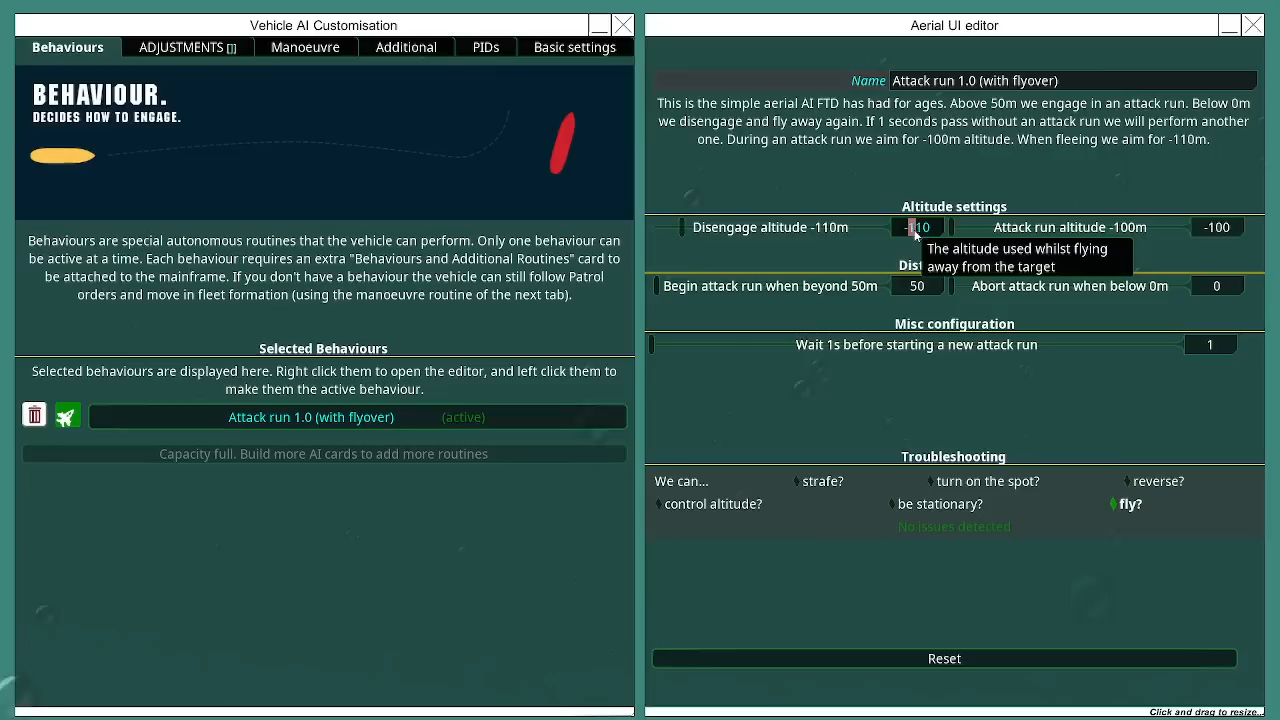 Vehicle AI Customisation
Behaviours
ADJUSTMENTS []
Manoeuvre
Additional
PIDs
Basic settings
BEHAVIOUR.
DECIDES HOW TO ENGAGE.
Behaviours are special autonomous routines that the vehicle can perform. Only one behaviour can
be active at a time. Each behaviour requires an extra "Behaviours and Additional Routines" card to
be attached to the mainframe. If you don't have a behaviour the vehicle can still follow Patrol
orders and move in fleet formation (using the manoeuvre routine of the next tab).
Selected Behaviours
Selected behaviours are displayed here. Right click them to open the editor, and left click them to
make them the active behaviour.
Attack run 1.0 (with flyover) (active)
Capacity full. Build more AI cards to add more routines
Aerial UI editor
Name Attack run 1.0 (with flyover)
This is the simple aerial AI FTD has had for ages. Above 50m we engage in an attack run. Below 0m
we disengage and fly away again. If 1 seconds pass without an attack run we will perform another
one. During an attack run we aim for -100m altitude. When fleeing we aim for -110m.
Altitude settings
Disengage altitude -110m -110 Attack run altitude -100m -100
The altitude used whilst flying
away from the target
Begin attack run when beyond 50m 50 Abort attack run when below 0m 0
Misc configuration
Wait 1s before starting a new attack run 1
Troubleshooting
We can... strafe? turn on the spot? reverse?
control altitude? be stationary? fly?
No issues detected
Reset
Click and drag to resize...